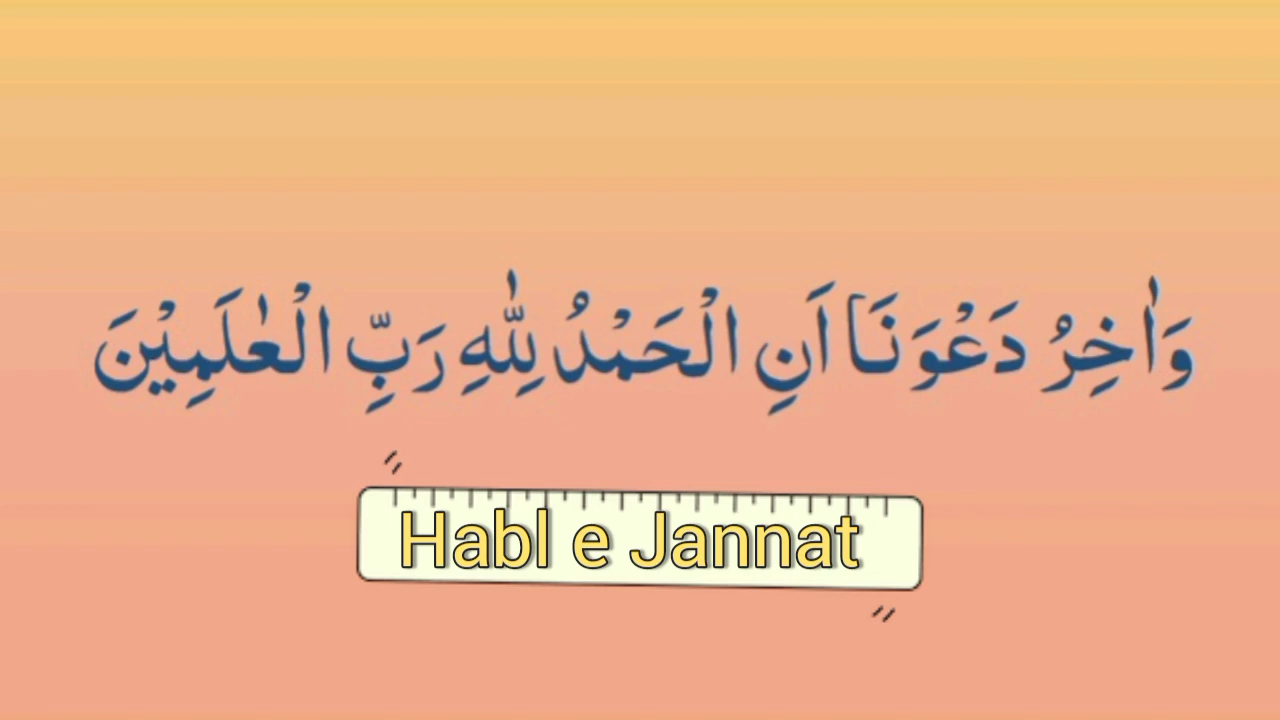 وَاٰخِرُ دَعْوَنَاۤ اَنِ الْحَمْدُ لِلّٰهِ رَبِّ الْعٰلَمِیْنَ
Habl e Jannat